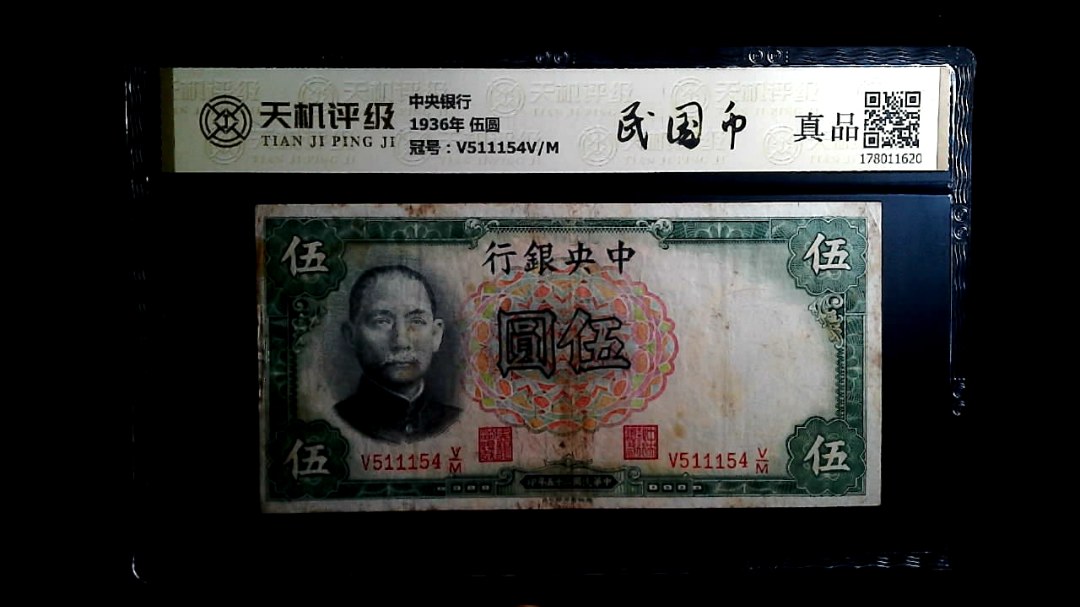 天机评级
TIAN JI PING JI
中央银行
1936年 伍圆
冠号：V511154V/M
民国币
真品
178011620
伍
行銀央中
伍
圓伍
伍
V511154 V/M
V511154 V/M
伍